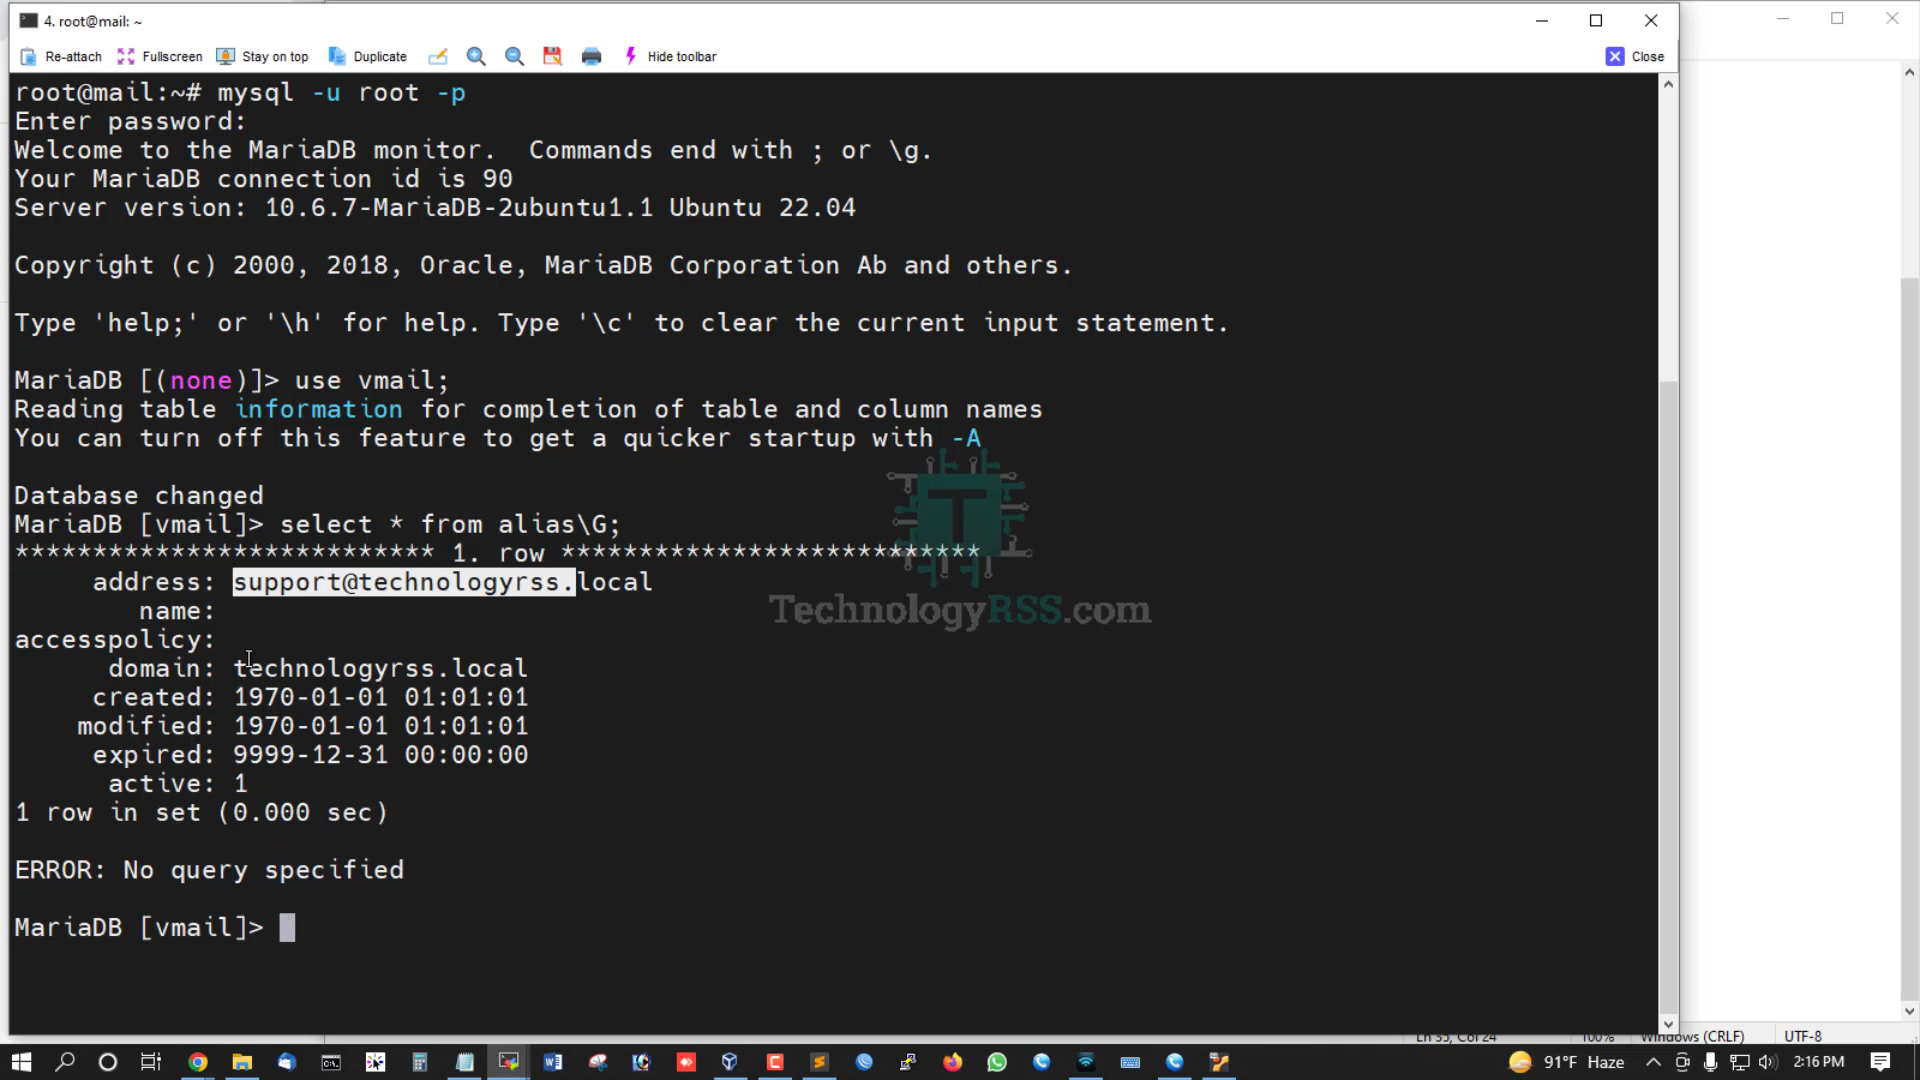 4. root@mail: ~
Re-attach Fullscreen Stay on top Duplicate Hide toolbar Close
root@mail:~# mysql -u root -p
Enter password:
Welcome to the MariaDB monitor.  Commands end with ; or \g.
Your MariaDB connection id is 90
Server version: 10.6.7-MariaDB-2ubuntu1.1 Ubuntu 22.04
Copyright (c) 2000, 2018, Oracle, MariaDB Corporation Ab and others.
Type 'help;' or '\h' for help. Type '\c' to clear the current input statement.
MariaDB [(none)]> use vmail;
Reading table information for completion of table and column names
You can turn off this feature to get a quicker startup with -A
Database changed
MariaDB [vmail]> select * from alias\G;
*************************** 1. row ***************************
address: support@technologyrss.local
name:
TechnologyRSS.com
accesspolicy:
domain: technologyrss.local
created: 1970-01-01 01:01:01
modified: 1970-01-01 01:01:01
expired: 9999-12-31 00:00:00
active: 1
1 row in set (0.000 sec)
ERROR: No query specified
MariaDB [vmail]>
Ln 55, Col 24 100% Windows (CRLF) UTF-8
91°F Haze 2:16 PM